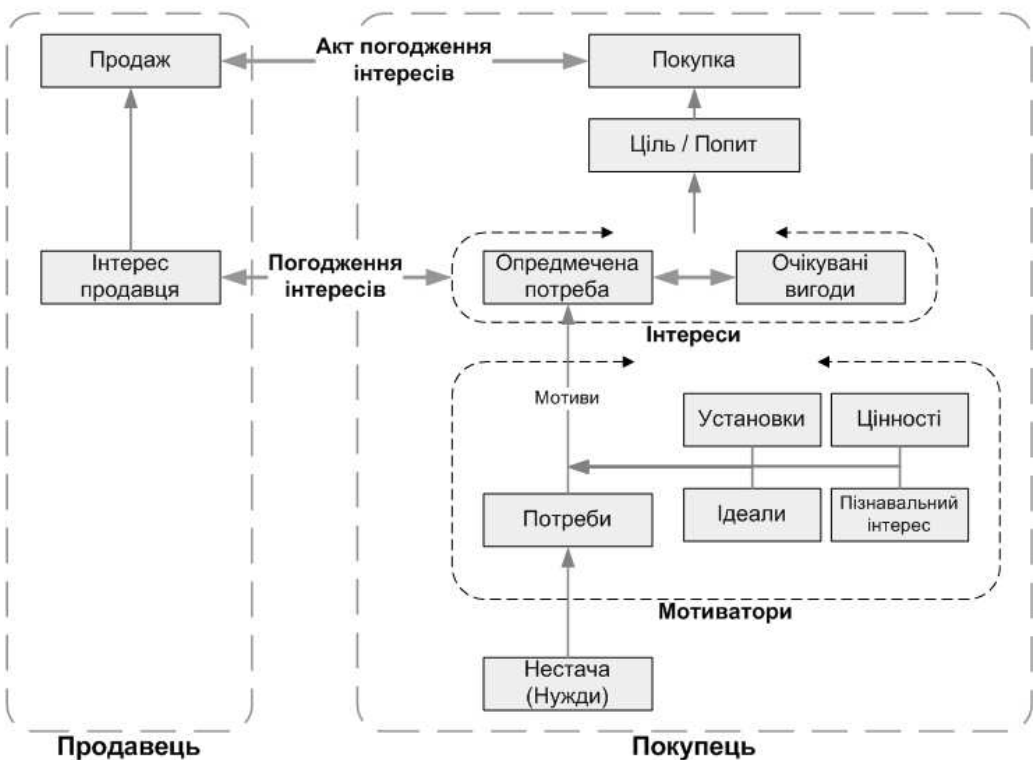 Продаж
Акт погодження
інтересів
Покупка
Ціль / Попит
Інтерес
продавця
Погодження
інтересів
Опредмечена
потреба
Очікувані
вигоди
Інтереси
Мотиви
Установки
Цінності
Потреби
Ідеали
Пізнавальний
інтерес
Мотиватори
Нестача
(Нужди)
Продавець
Покупець